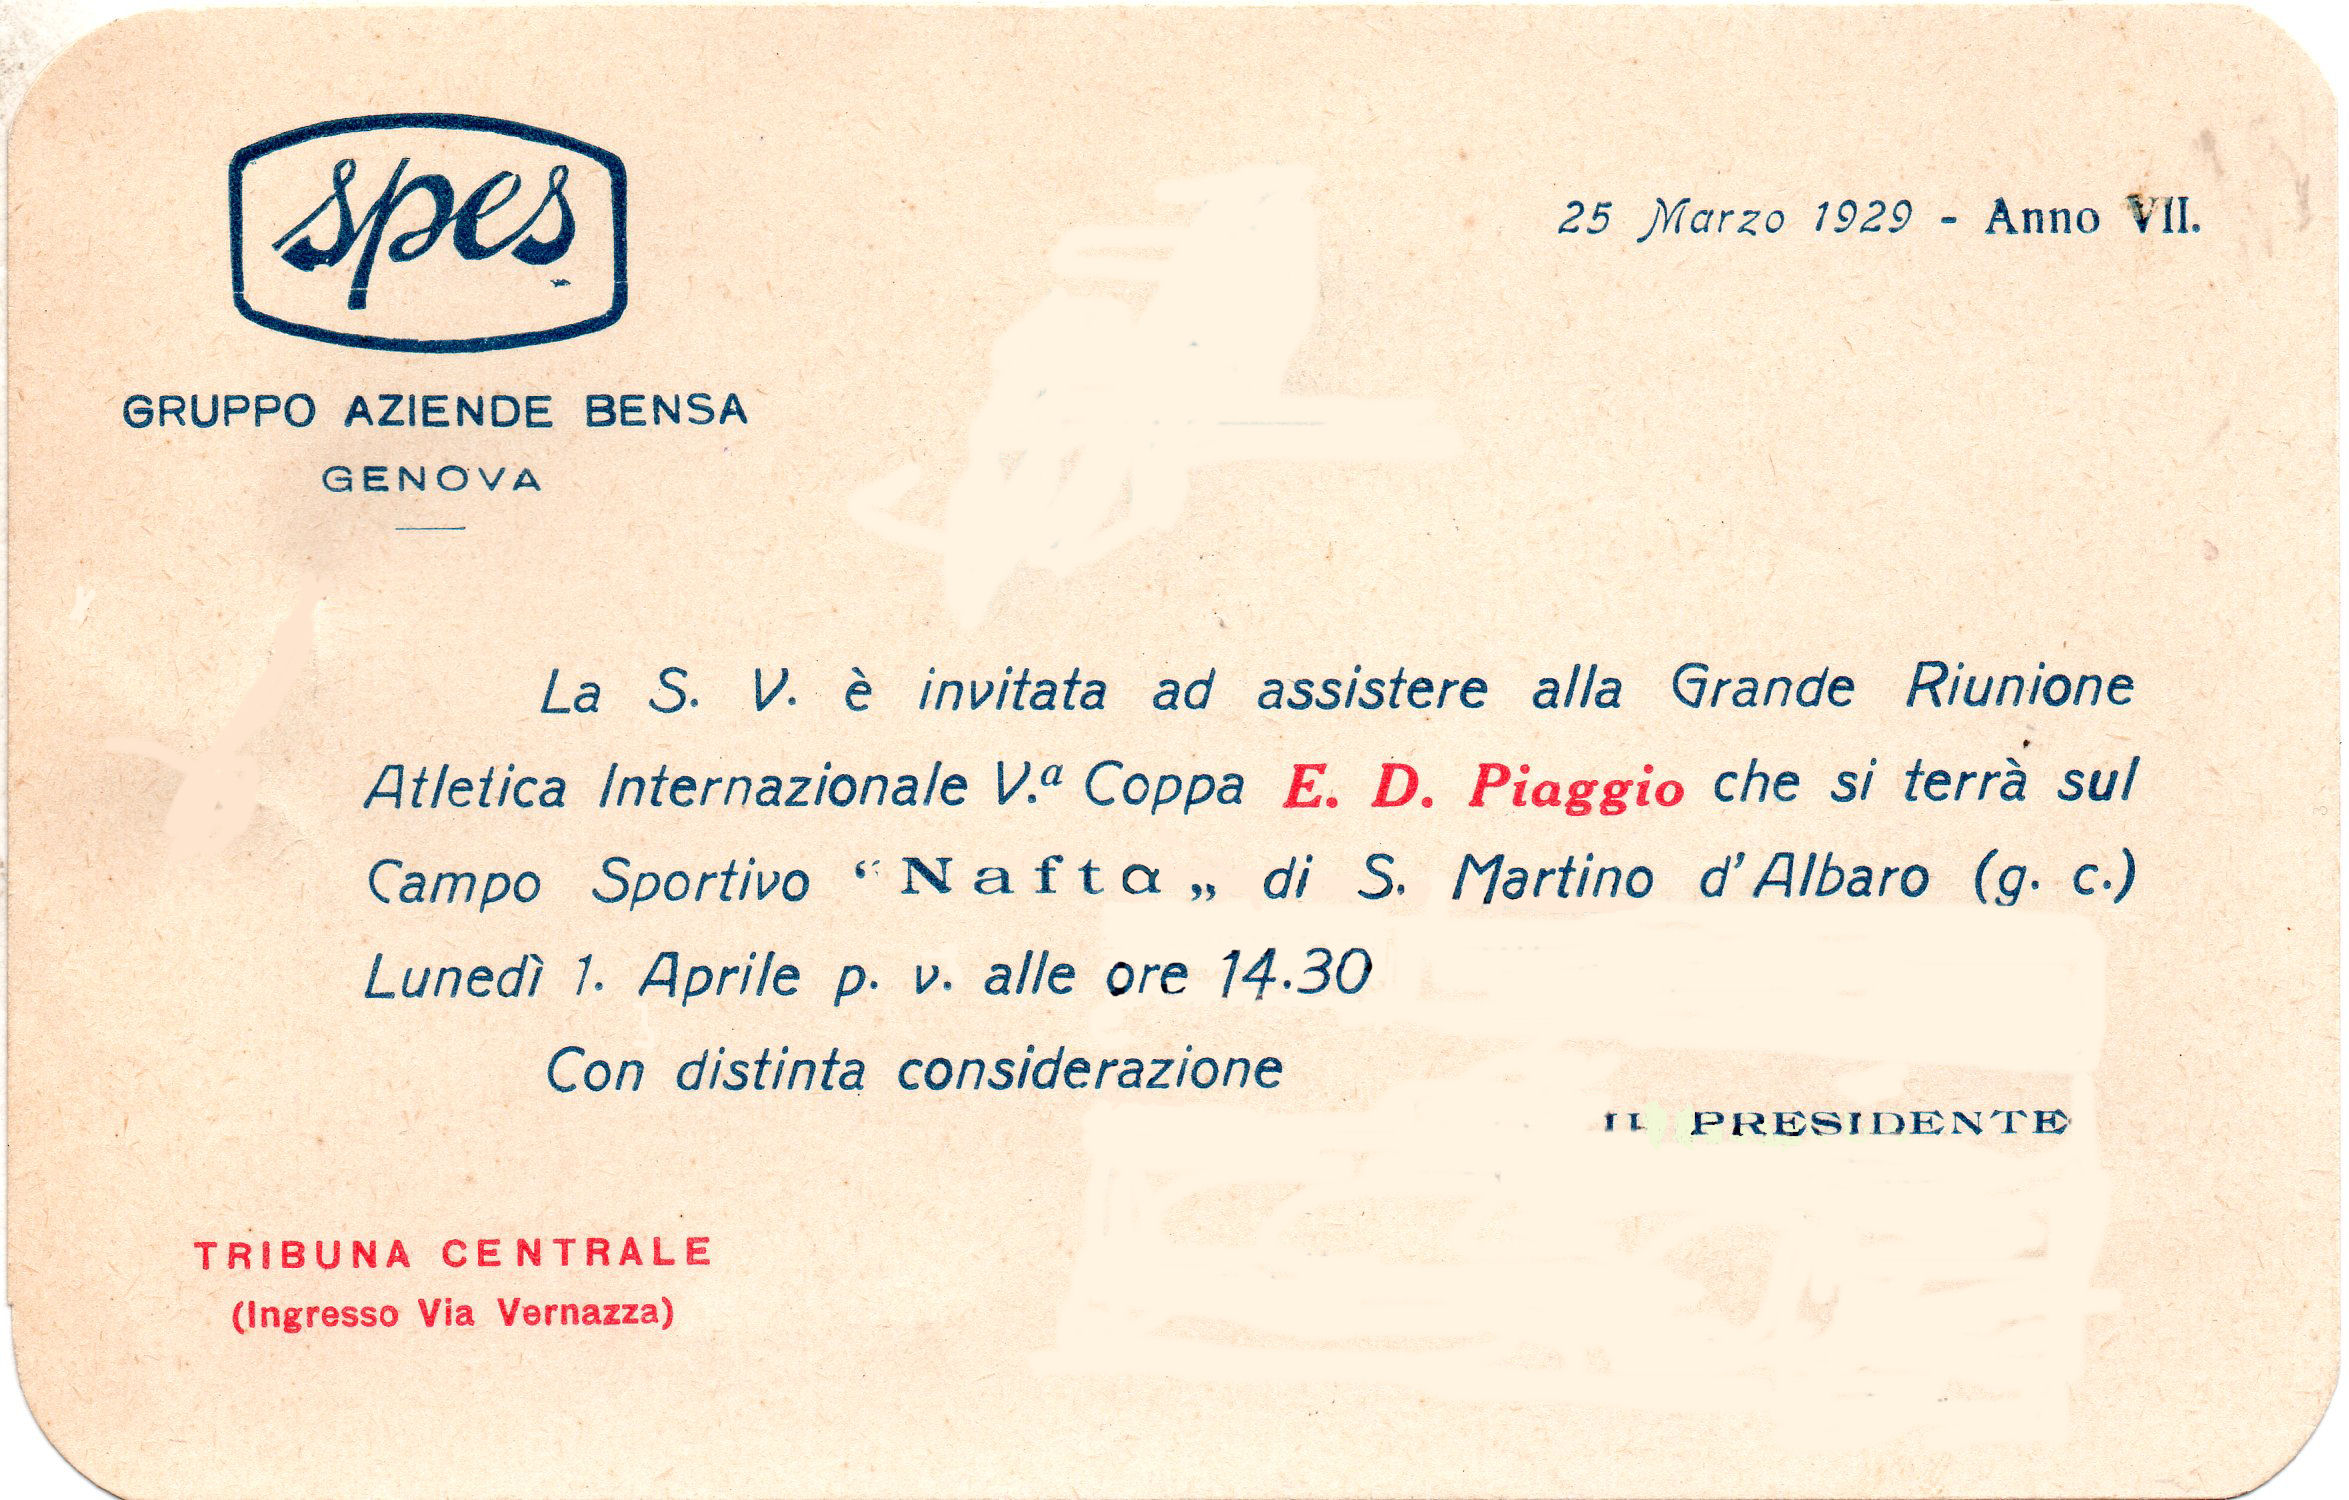 spes
GRUPPO AZIENDE BENSA
GENOVA
25 Marzo 1929 - Anno VII.
La S. V. è invitata ad assistere alla Grande Riunione
Atletica Internazionale V.ª Coppa E. D. Piaggio che si terrà sul
Campo Sportivo “Nafta„ di S. Martino d'Albaro (g. c.)
Lunedì 1. Aprile p. v. alle ore 14.30
Con distinta considerazione
IL PRESIDENTE
TRIBUNA CENTRALE
(Ingresso Via Vernazza)